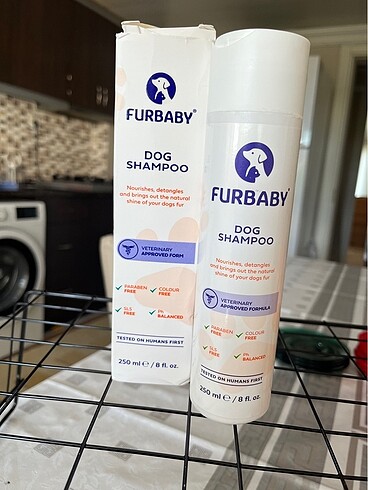 FURBABY®
DOG
SHAMPOO
Nourishes, detangles
and brings out the natural
shine of your dogs fur
VETERINARY
APPROVED FORM
PARABEN
FREE
COLOUR
FREE
SLS
FREE
Ph
BALANCED
TESTED ON HUMANS FIRST
250 ml ℮ / 8 fl. oz.
FURBABY®
DOG
SHAMPOO
Nourishes, detangles
and brings out the natural
shine of your dogs fur
VETERINARY
APPROVED FORMULA
PARABEN
FREE
COLOUR
FREE
SLS
FREE
Ph
BALANCED
TESTED ON HUMANS FIRST
250 ml ℮ / 8 fl. oz.